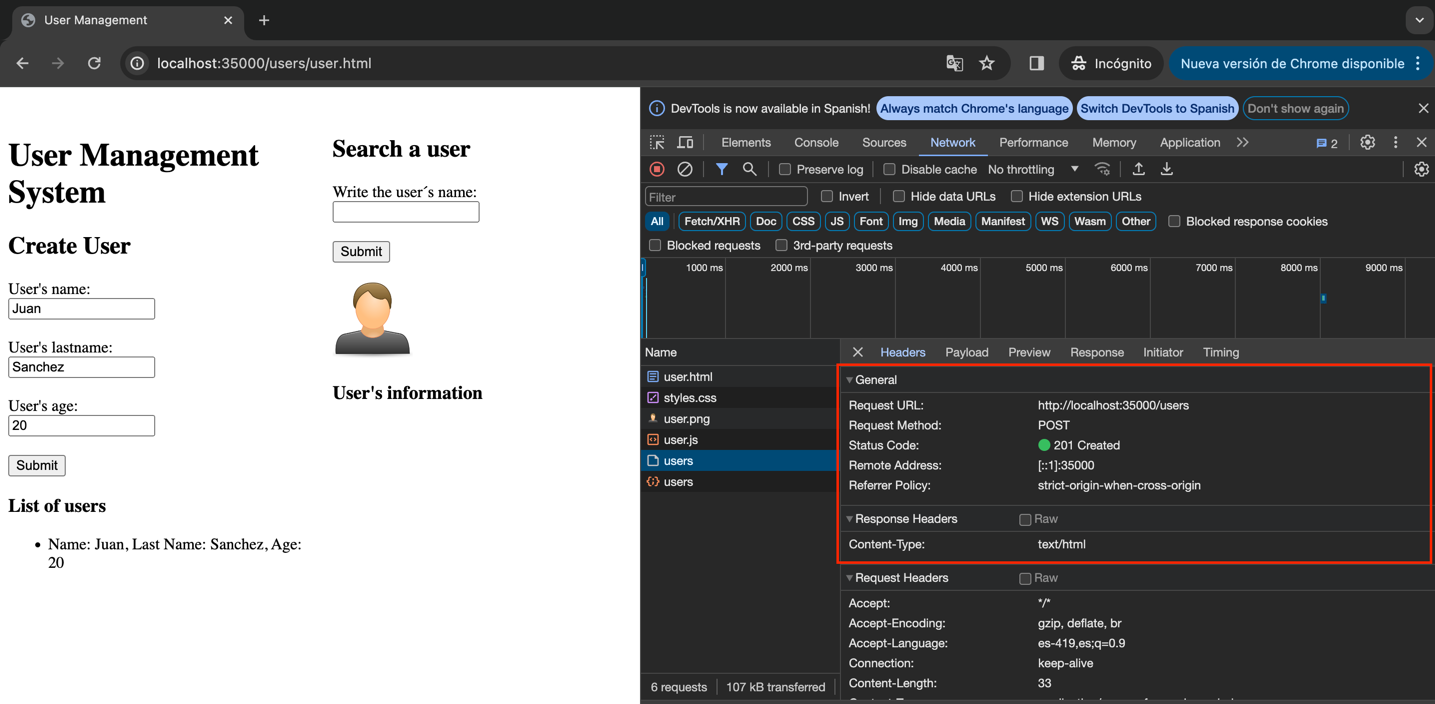 User Management
localhost:35000/users/user.html
Incógnito
Nueva versión de Chrome disponible
User Management
System
Create User
User's name:
Juan
User's lastname:
Sanchez
User's age:
20
Submit
List of users
• Name: Juan, Last Name: Sanchez, Age:
20
Search a user
Write the user´s name:
Submit
User's information
DevTools is now available in Spanish! Always match Chrome's language Switch DevTools to Spanish Don't show again
Elements Console Sources Network Performance Memory Application 2
Preserve log Disable cache No throttling
Filter Invert Hide data URLs Hide extension URLs
All Fetch/XHR Doc CSS JS Font Img Media Manifest WS Wasm Other Blocked response cookies
Blocked requests 3rd-party requests
1000 ms 2000 ms 3000 ms 4000 ms 5000 ms 6000 ms 7000 ms 8000 ms 9000 ms
Name
user.html
styles.css
user.png
user.js
users
users
6 requests 107 kB transferred
Headers Payload Preview Response Initiator Timing
General
Request URL: http://localhost:35000/users
Request Method: POST
Status Code: 201 Created
Remote Address: [::1]:35000
Referrer Policy: strict-origin-when-cross-origin
Response Headers Raw
Content-Type: text/html
Request Headers Raw
Accept: */*
Accept-Encoding: gzip, deflate, br
Accept-Language: es-419,es;q=0.9
Connection: keep-alive
Content-Length: 33